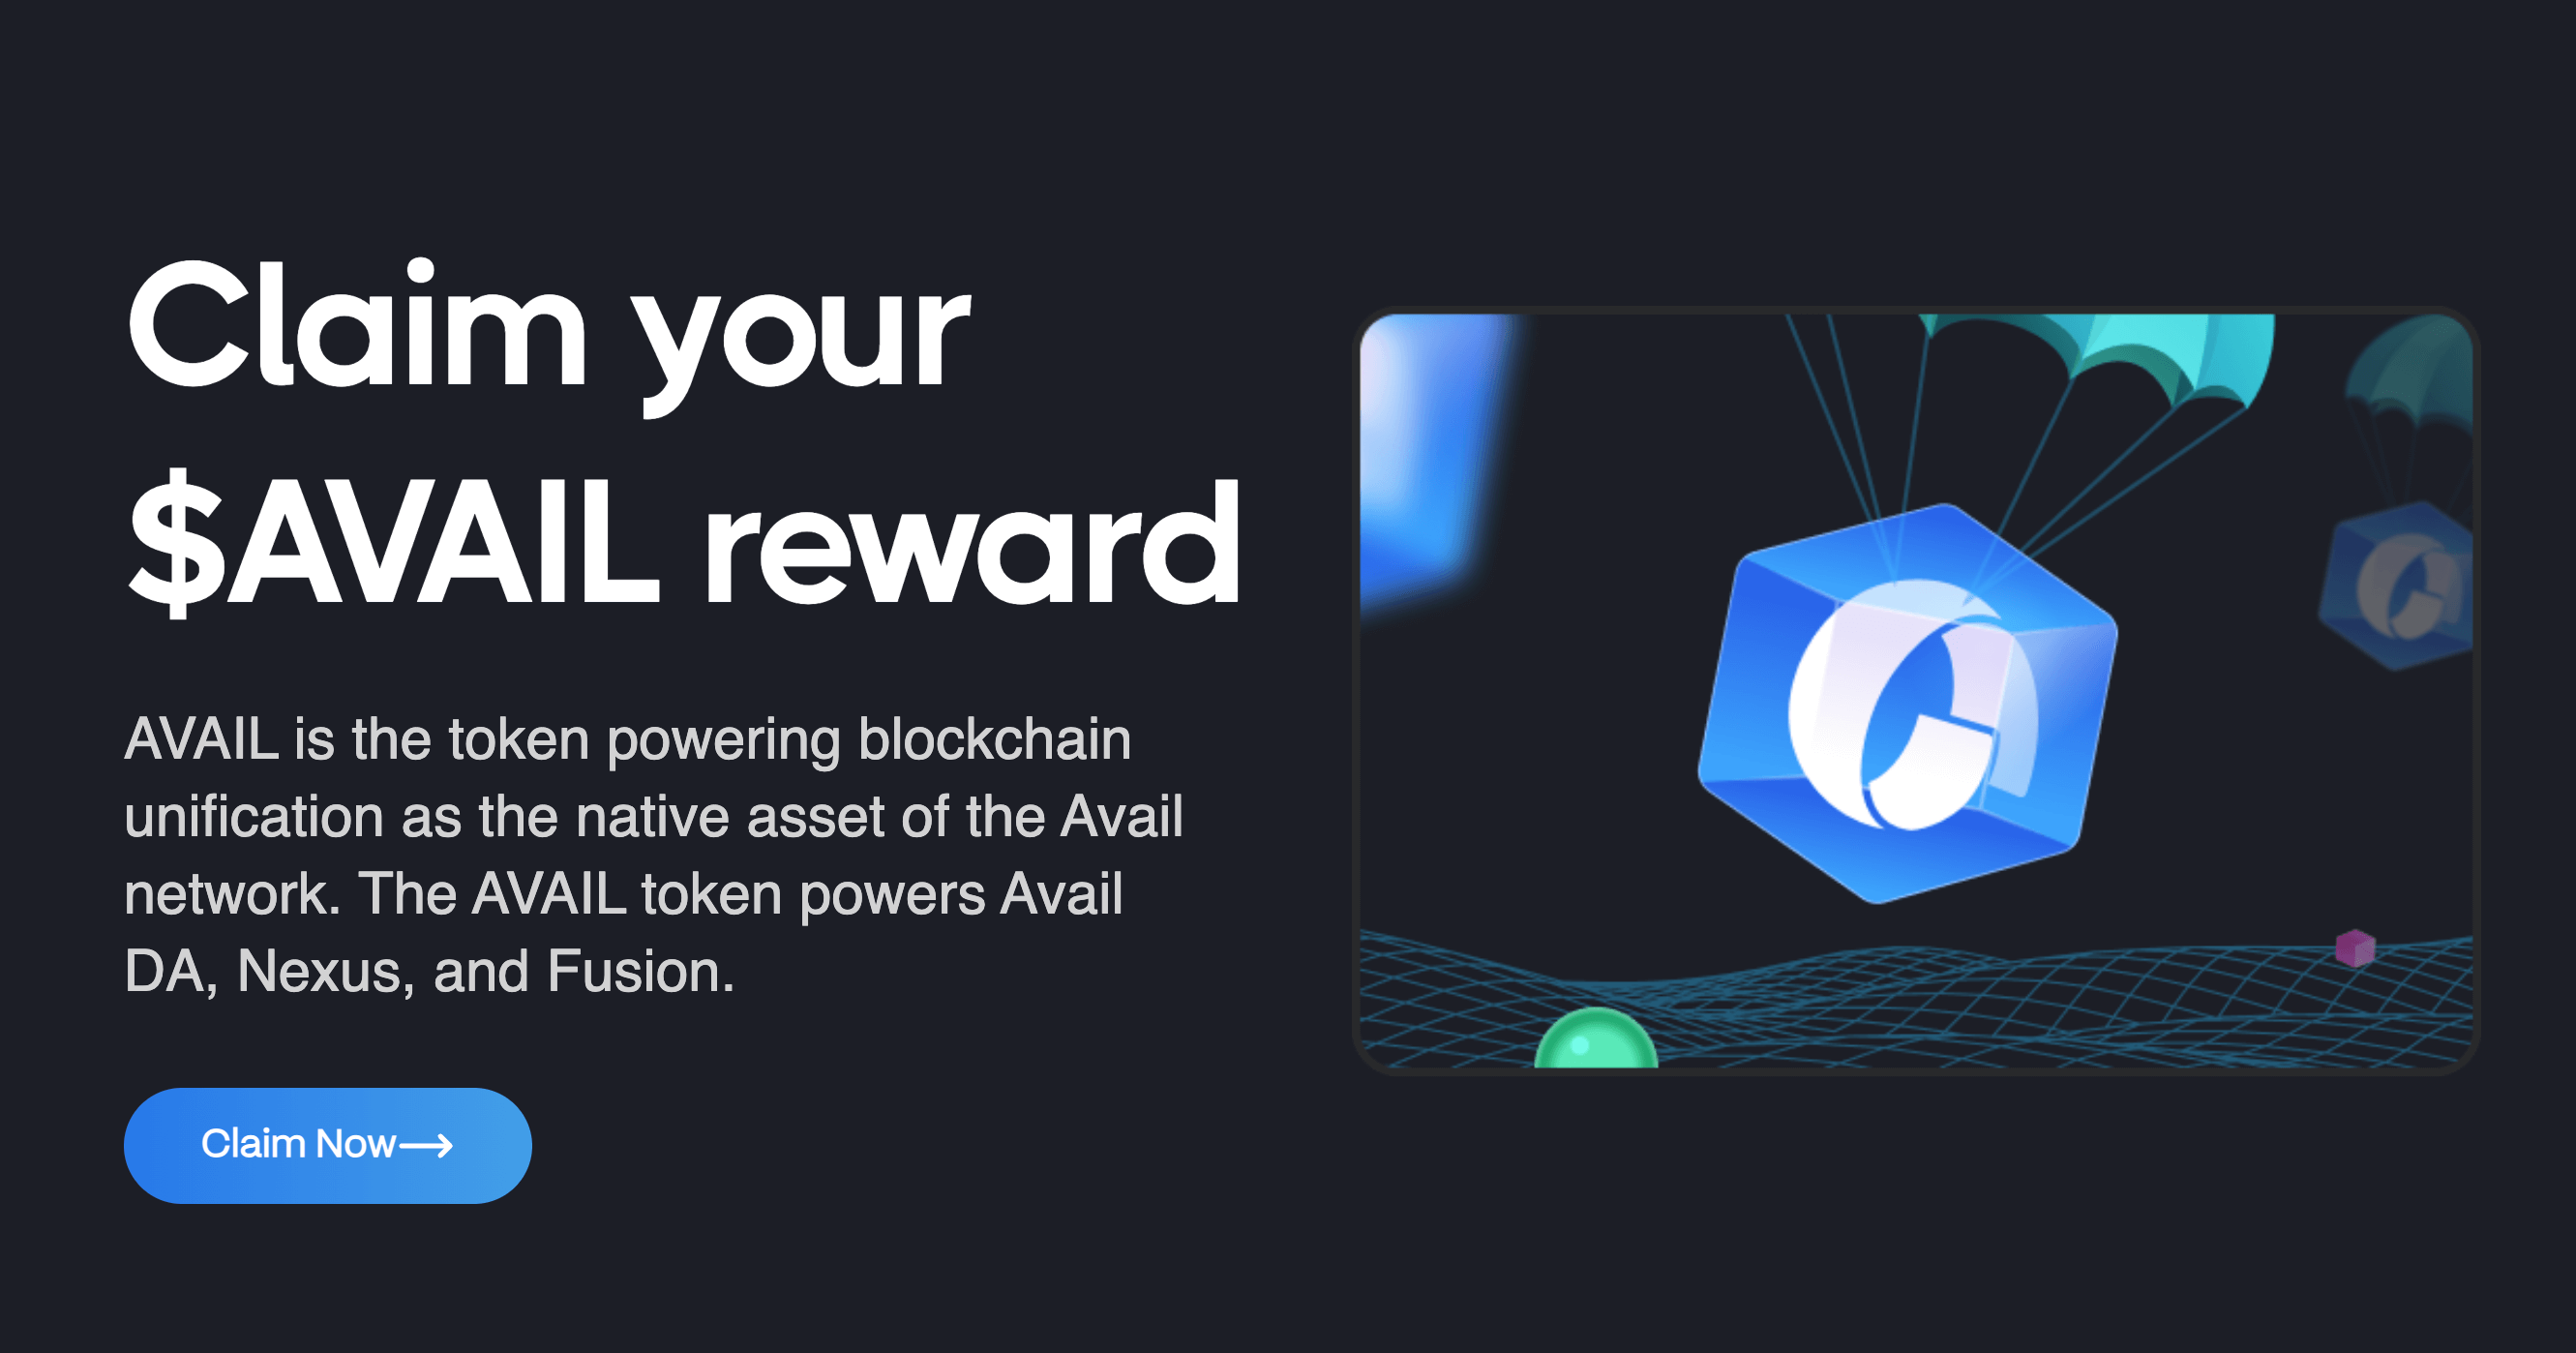 Claim your
$AVAIL reward
AVAIL is the token powering blockchain
unification as the native asset of the Avail
network. The AVAIL token powers Avail
DA, Nexus, and Fusion.
Claim Now